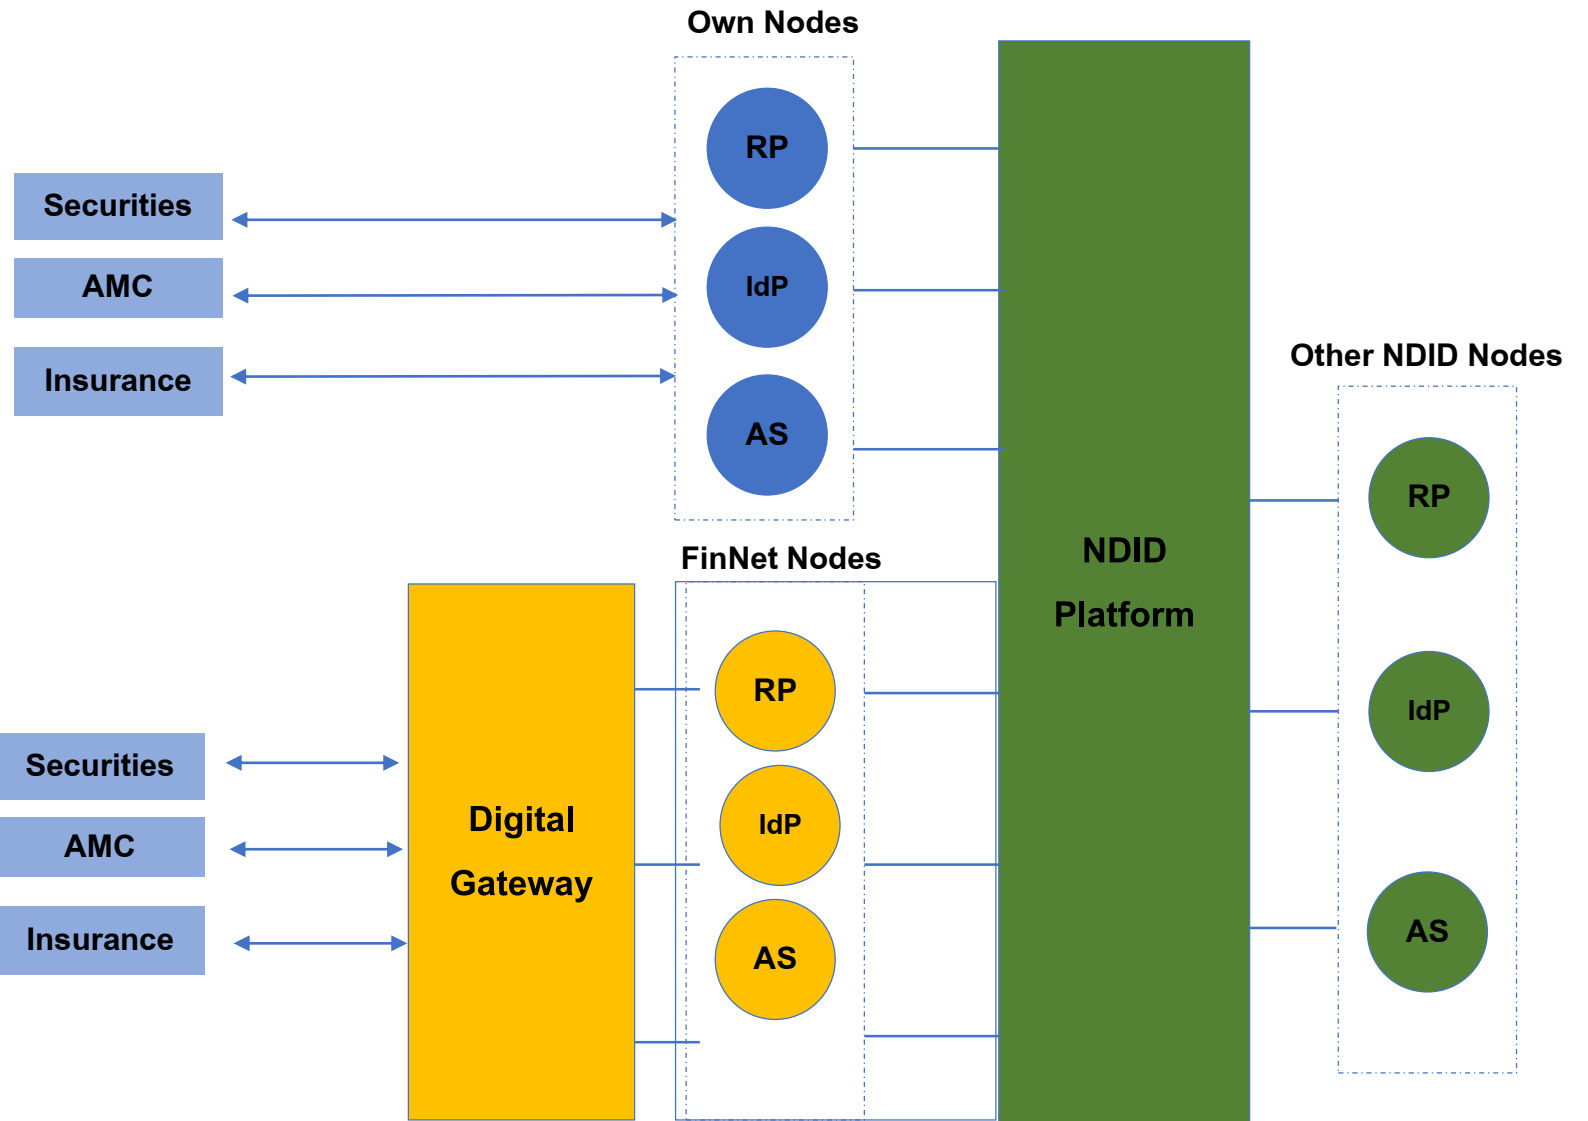 Own Nodes
RP
IdP
AS
Securities
AMC
Insurance
FinNet Nodes
RP
IdP
AS
Digital
Gateway
Securities
AMC
Insurance
NDID
Platform
Other NDID Nodes
RP
IdP
AS